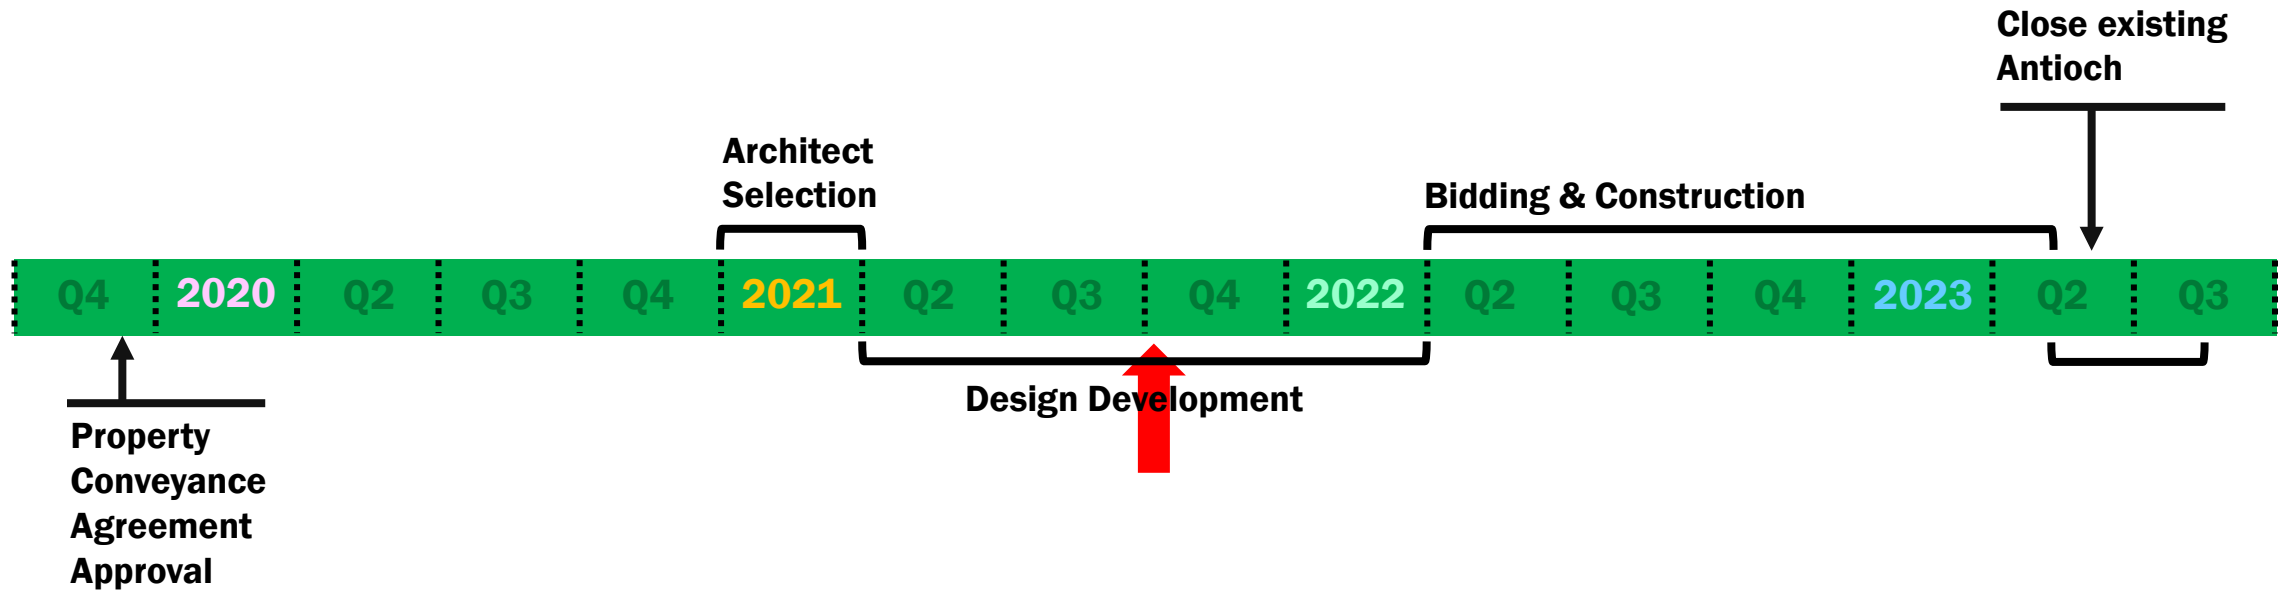 Close existing
Antioch
Architect
Selection
Bidding & Construction
Q4 2020 Q2 Q3 Q4 2021 Q2 Q3 Q4 2022 Q2 Q3 Q4 2023 Q2 Q3
Design Development
Property
Conveyance
Agreement
Approval